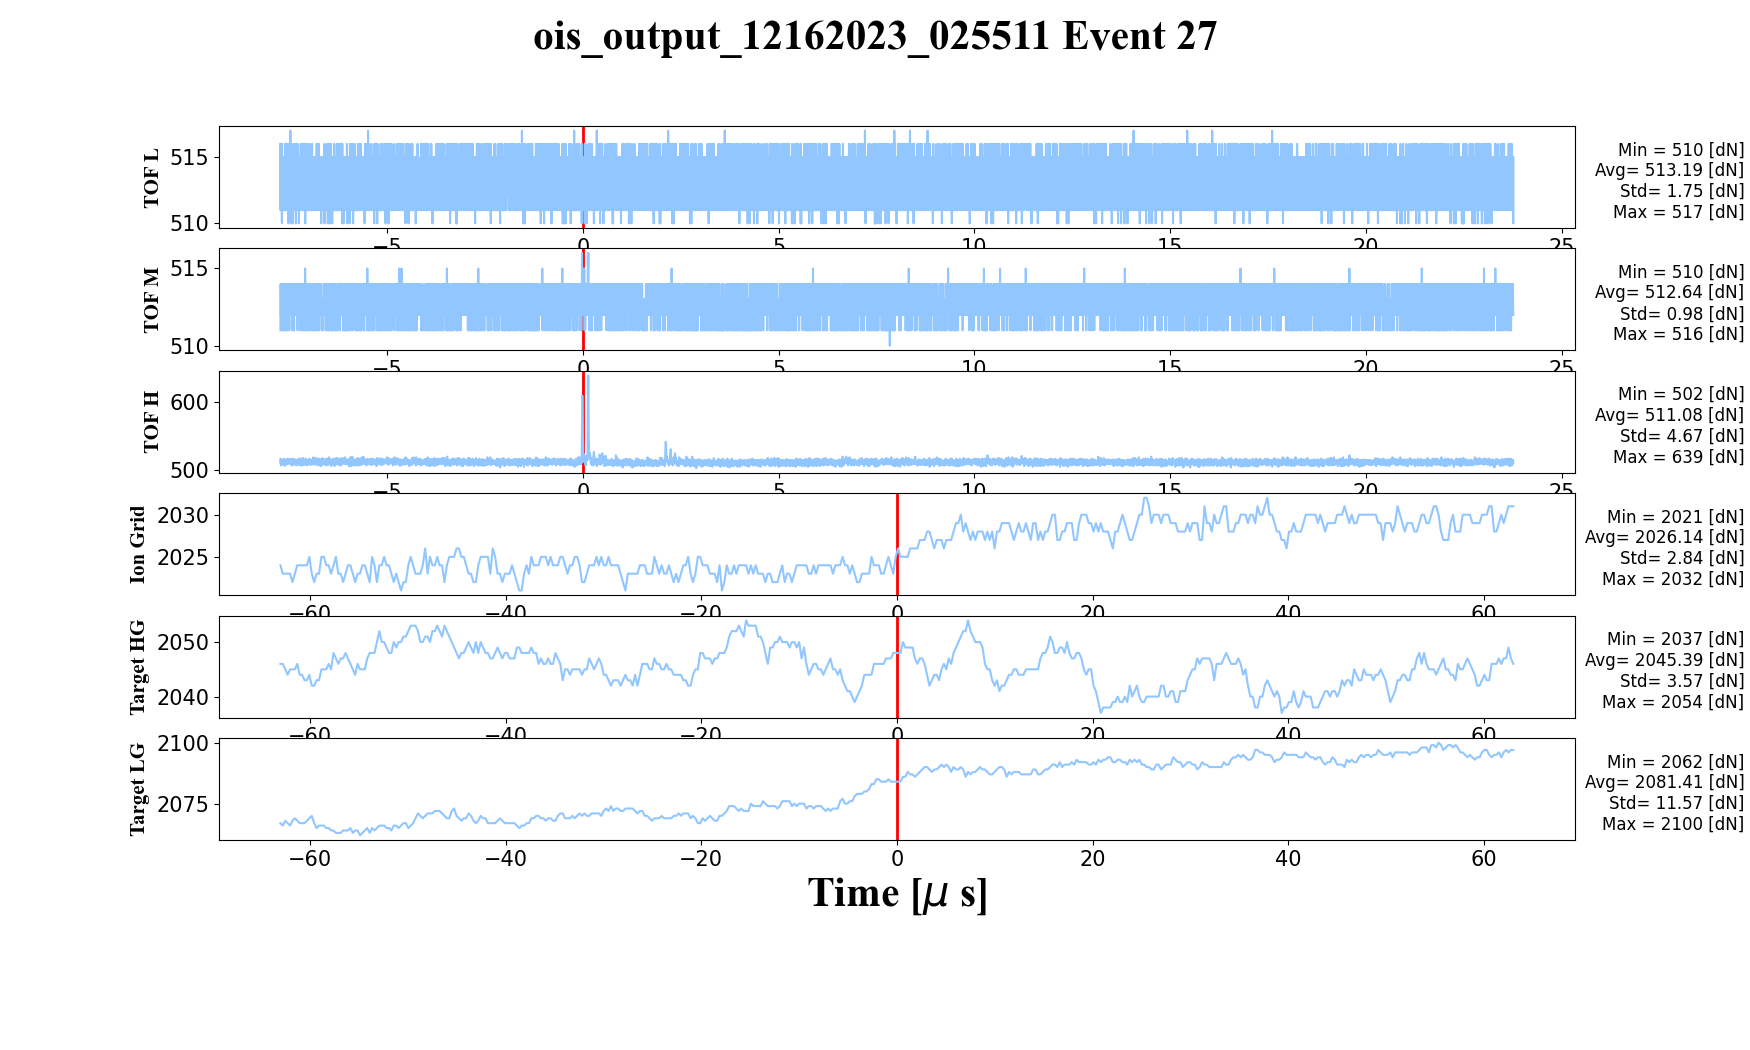 ois_output_12162023_025511 Event 27
TOF L
515
510
−5 0 5 10 15 20 25
Min = 510 [dN]
Avg= 513.19 [dN]
Std= 1.75 [dN]
Max = 517 [dN]
TOF M
515
510
−5 0 5 10 15 20 25
Min = 510 [dN]
Avg= 512.64 [dN]
Std= 0.98 [dN]
Max = 516 [dN]
TOF H
600
500
−5 0 5 10 15 20 25
Min = 502 [dN]
Avg= 511.08 [dN]
Std= 4.67 [dN]
Max = 639 [dN]
Ion Grid
2030
2025
−60 −40 −20 0 20 40 60
Min = 2021 [dN]
Avg= 2026.14 [dN]
Std= 2.84 [dN]
Max = 2032 [dN]
Target HG
2050
2040
−60 −40 −20 0 20 40 60
Min = 2037 [dN]
Avg= 2045.39 [dN]
Std= 3.57 [dN]
Max = 2054 [dN]
Target LG
2100
2075
−60 −40 −20 0 20 40 60
Min = 2062 [dN]
Avg= 2081.41 [dN]
Std= 11.57 [dN]
Max = 2100 [dN]
Time [μ s]